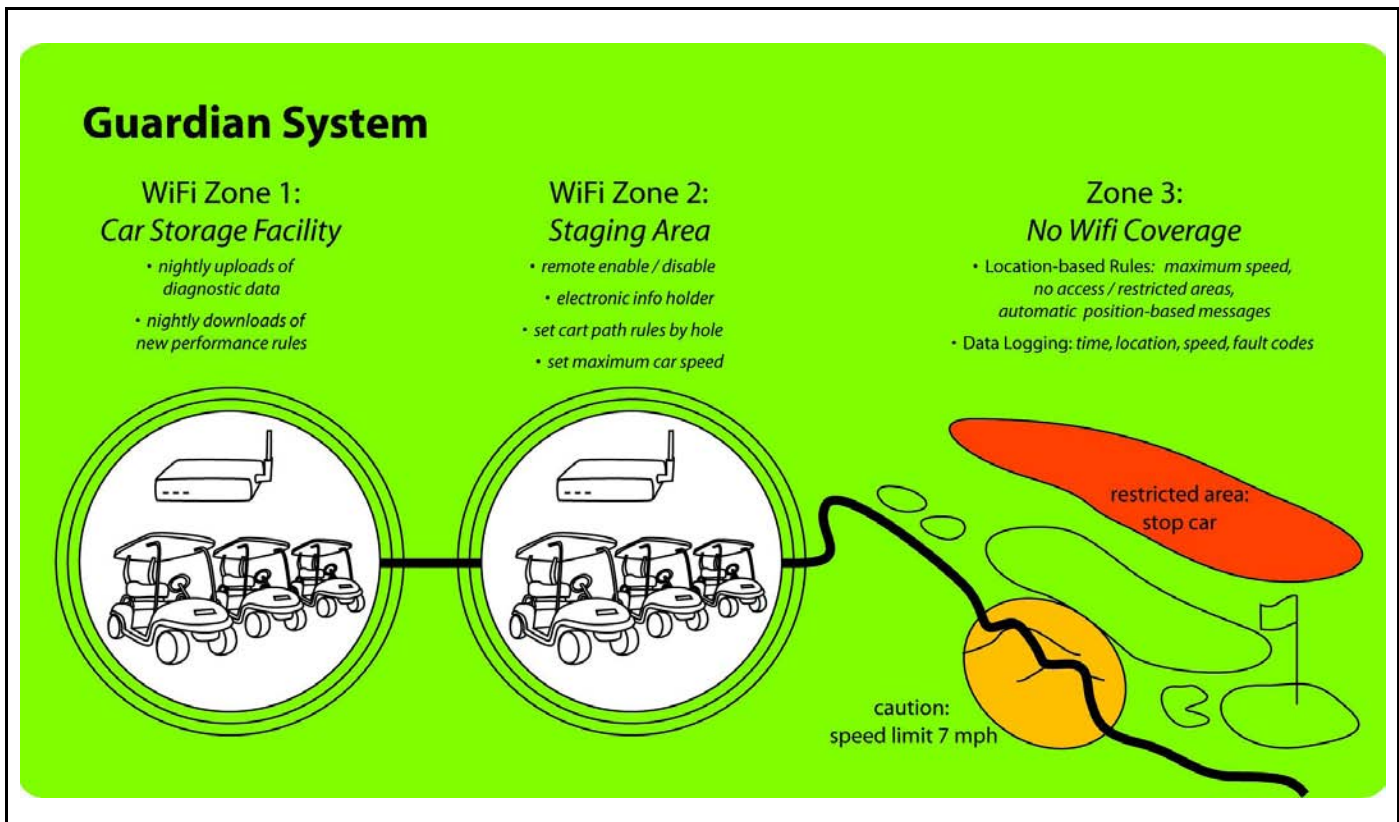 Guardian System
WiFi Zone 1:
Car Storage Facility
• nightly uploads of
diagnostic data
• nightly downloads of
new performance rules
WiFi Zone 2:
Staging Area
• remote enable / disable
• electronic info holder
• set cart path rules by hole
• set maximum car speed
Zone 3:
No Wifi Coverage
• Location-based Rules: maximum speed,
no access / restricted areas,
automatic position-based messages
• Data Logging: time, location, speed, fault codes
restricted area:
stop car
caution:
speed limit 7 mph